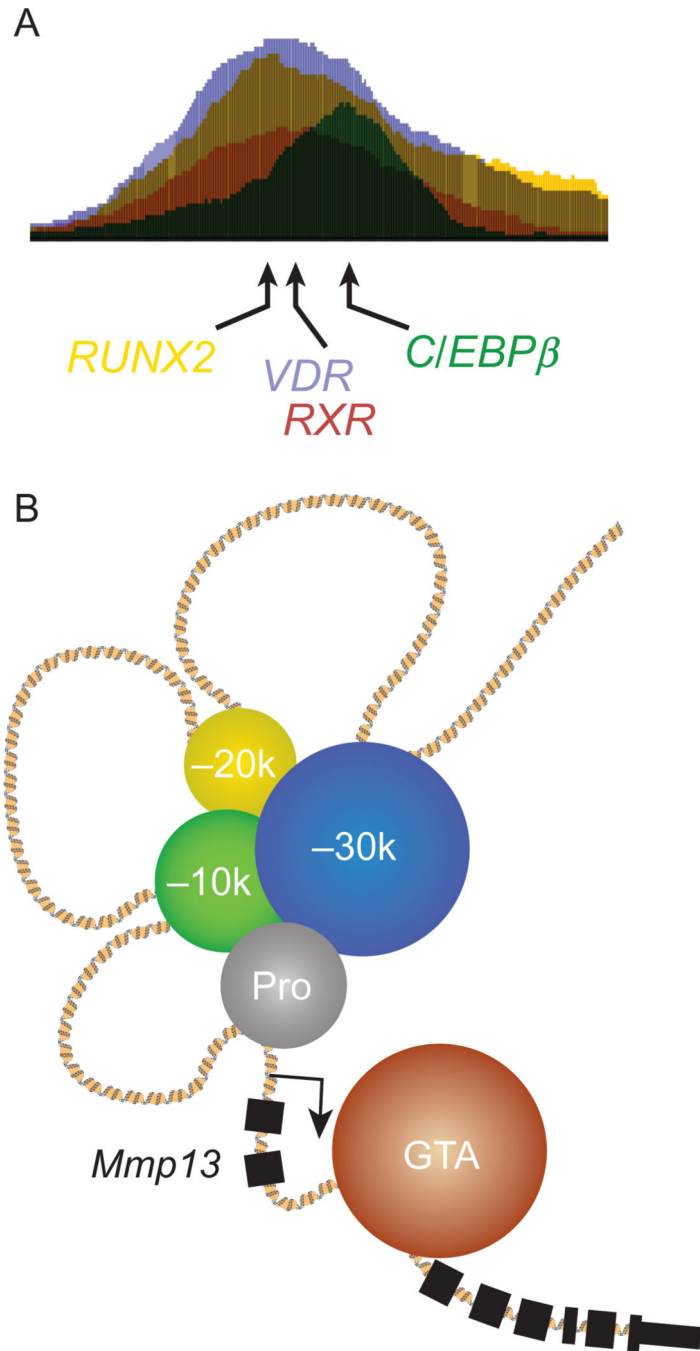 A
RUNX2
VDR
RXR
C/EBPβ
B
–20k
–30k
–10k
Pro
Mmp13
GTA